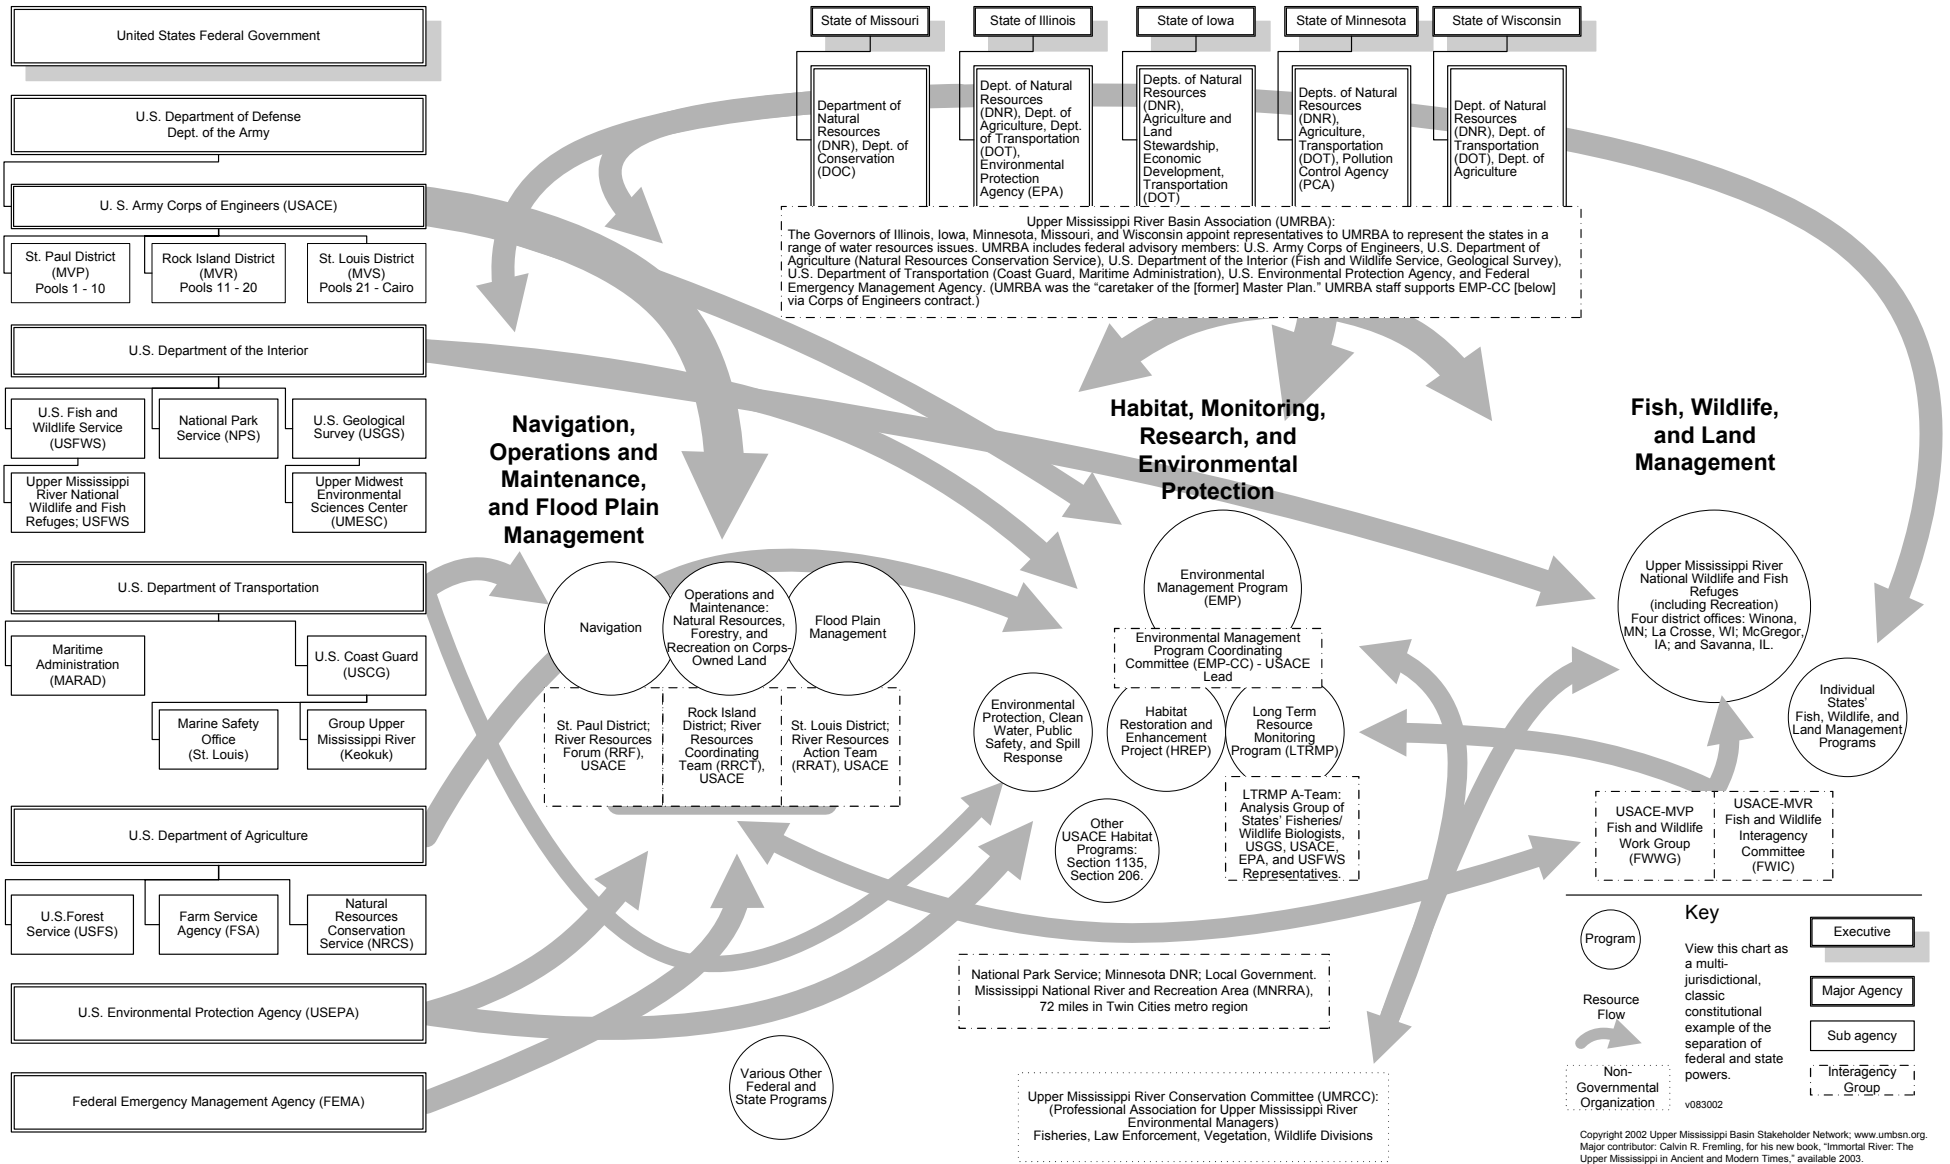 United States Federal Government
U.S. Department of Defense
Dept. of the Army
U. S. Army Corps of Engineers (USACE)
St. Paul District
(MVP)
Pools 1 - 10
Rock Island District
(MVR)
Pools 11 - 20
St. Louis District
(MVS)
Pools 21 - Cairo
U.S. Department of the Interior
U.S. Fish and
Wildlife Service
(USFWS)
National Park
Service (NPS)
U.S. Geological
Survey (USGS)
Upper Mississippi
River National
Wildlife and Fish
Refuges; USFWS
Upper Midwest
Environmental
Sciences Center
(UMESC)
U.S. Department of Transportation
Maritime
Administration
(MARAD)
U.S. Coast Guard
(USCG)
Marine Safety
Office
(St. Louis)
Group Upper
Mississippi River
(Keokuk)
U.S. Department of Agriculture
U.S.Forest
Service (USFS)
Farm Service
Agency (FSA)
Natural
Resources
Conservation
Service (NRCS)
U.S. Environmental Protection Agency (USEPA)
Federal Emergency Management Agency (FEMA)
State of Missouri
State of Illinois
State of Iowa
State of Minnesota
State of Wisconsin
Department of
Natural
Resources
(DNR), Dept. of
Conservation
(DOC)
Dept. of Natural
Resources
(DNR), Dept. of
Agriculture, Dept.
of Transportation
(DOT),
Environmental
Protection
Agency (EPA)
Depts. of Natural
Resources
(DNR),
Agriculture and
Land
Stewardship,
Economic
Development,
Transportation
(DOT)
Depts. of Natural
Resources
(DNR),
Agriculture,
Transportation
(DOT), Pollution
Control Agency
(PCA)
Dept. of Natural
Resources
(DNR), Dept. of
Transportation
(DOT), Dept. of
Agriculture
Upper Mississippi River Basin Association (UMRBA):
The Governors of Illinois, Iowa, Minnesota, Missouri, and Wisconsin appoint representatives to UMRBA to represent the states in a
range of water resources issues. UMRBA includes federal advisory members: U.S. Army Corps of Engineers, U.S. Department of
Agriculture (Natural Resources Conservation Service), U.S. Department of the Interior (Fish and Wildlife Service, Geological Survey),
U.S. Department of Transportation (Coast Guard, Maritime Administration), U.S. Environmental Protection Agency, and Federal
Emergency Management Agency. (UMRBA was the “caretaker of the [former] Master Plan.” UMRBA staff supports EMP-CC [below]
via Corps of Engineers contract.)
Navigation,
Operations and
Maintenance,
and Flood Plain
Management
Navigation
Operations and
Maintenance:
Natural Resources,
Forestry, and
Recreation on Corps-
Owned Land
Flood Plain
Management
St. Paul District;
River Resources
Forum (RRF),
USACE
Rock Island
District; River
Resources
Coordinating
Team (RRCT),
USACE
St. Louis District;
River Resources
Action Team
(RRAT), USACE
Habitat, Monitoring,
Research, and
Environmental
Protection
Environmental
Management Program
(EMP)
Environmental Management
Program Coordinating
Committee (EMP-CC) - USACE
Lead
Environmental
Protection, Clean
Water, Public
Safety, and Spill
Response
Habitat
Restoration and
Enhancement
Project (HREP)
Long Term
Resource
Monitoring
Program (LTRMP)
Other
USACE Habitat
Programs:
Section 1135,
Section 206.
LTRMP A-Team:
Analysis Group of
States’ Fisheries/
Wildlife Biologists,
USGS, USACE,
EPA, and USFWS
Representatives.
Fish, Wildlife,
and Land
Management
Upper Mississippi River
National Wildlife and Fish
Refuges
(including Recreation)
Four district offices: Winona,
MN; La Crosse, WI; McGregor,
IA; and Savanna, IL.
Individual
States’
Fish, Wildlife, and
Land Management
Programs
USACE-MVP
Fish and Wildlife
Work Group
(FWWG)
USACE-MVR
Fish and Wildlife
Interagency
Committee
(FWIC)
National Park Service; Minnesota DNR; Local Government.
Mississippi National River and Recreation Area (MNRRA),
72 miles in Twin Cities metro region
Various Other
Federal and
State Programs
Upper Mississippi River Conservation Committee (UMRCC):
(Professional Association for Upper Mississippi River
Environmental Managers)
Fisheries, Law Enforcement, Vegetation, Wildlife Divisions
Key
Program
Resource
Flow
Non-
Governmental
Organization
View this chart as
a multi-
jurisdictional,
classic
constitutional
example of the
separation of
federal and state
powers.
v083002
Executive
Major Agency
Sub agency
Interagency
Group
Copyright 2002 Upper Mississippi Basin Stakeholder Network; www.umbsn.org.
Major contributor: Calvin R. Fremling, for his new book, “Immortal River: The
Upper Mississippi in Ancient and Modern Times,” available 2003.